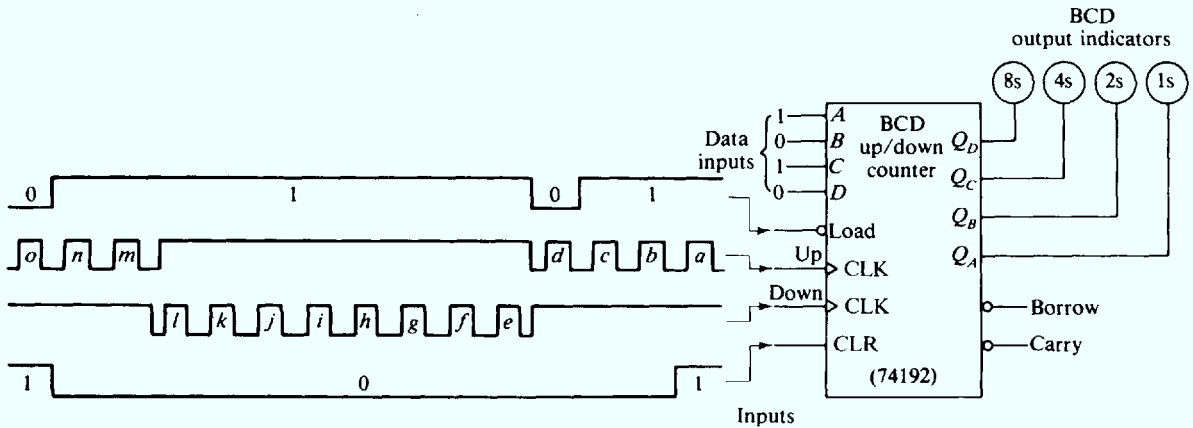 BCD
output indicators
8s 4s 2s 1s
Data
inputs
1 A
0 B
1 C
0 D
BCD
up/down
counter
Q_D
Q_C
Q_B
Q_A
0 1 0 1
Load
o n m d c b a
Up CLK
l k j i h g f e
Down CLK
Borrow
CLR
Carry
1 0 1
(74192)
Inputs